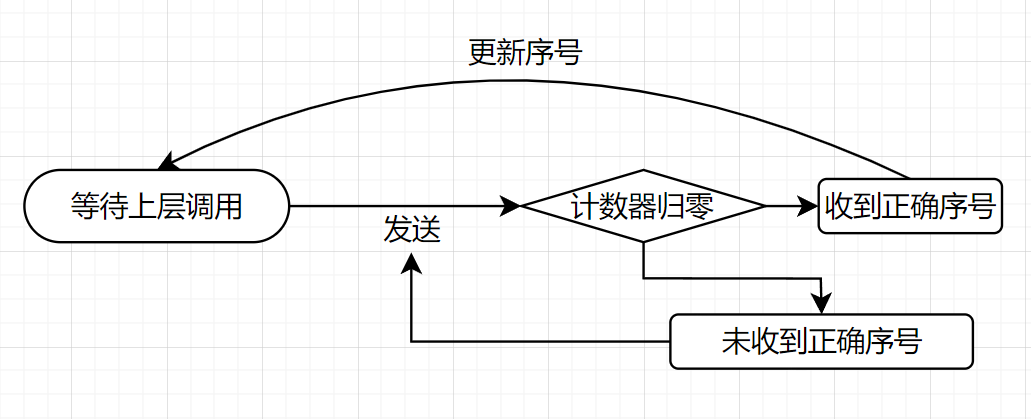 更新序号
等待上层调用
发送
计数器归零
收到正确序号
未收到正确序号